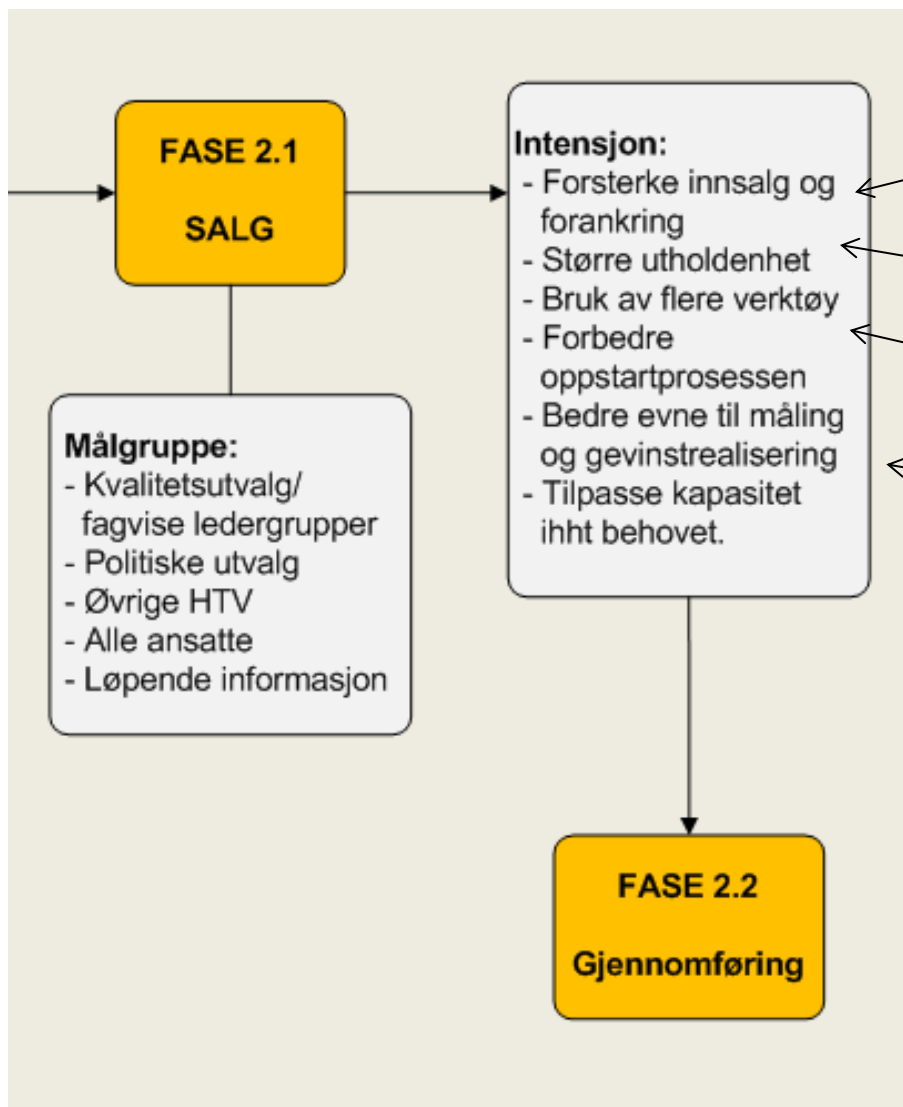 FASE 2.1
SALG
Målgruppe:
- Kvalitetsutvalg/
fagvise ledergrupper
- Politiske utvalg
- Øvrige HTV
- Alle ansatte
- Løpende informasjon
Intensjon:
- Forsterke innsalg og
forankring
- Større utholdenhet
- Bruk av flere verktøy
- Forbedre
oppstartprosessen
- Bedre evne til måling
og gevinstrealisering
- Tilpasse kapasitet
ihht behovet.
FASE 2.2
Gjennomføring